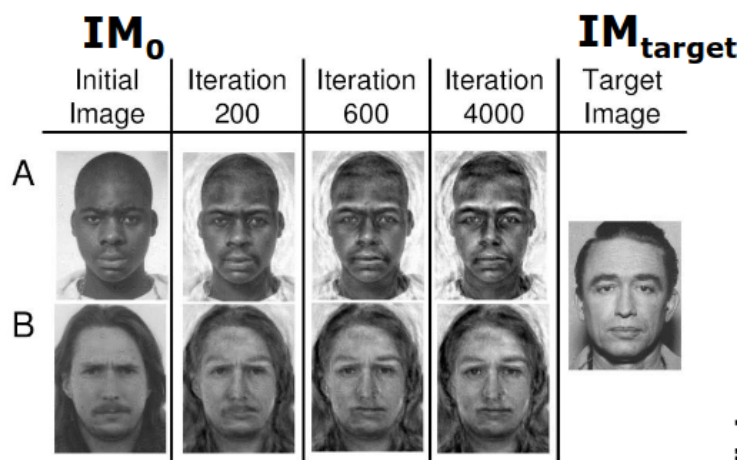 IM0
IMtarget
Initial Image
Iteration 200
Iteration 600
Iteration 4000
Target Image
A
B